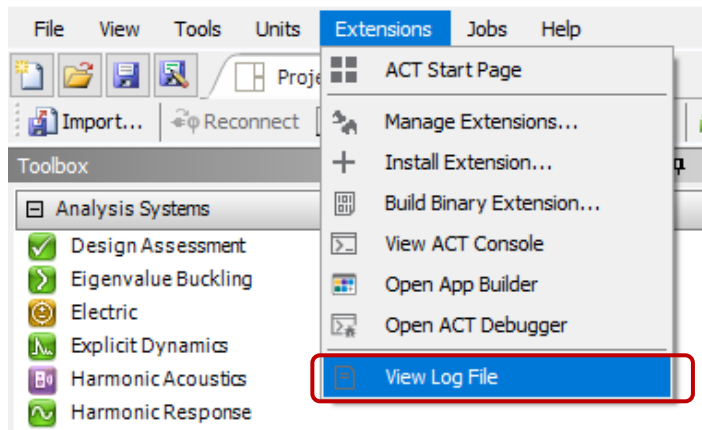 File View Tools Units Extensions Jobs Help
Proje
ACT Start Page
Import... Reconnect
Manage Extensions...
Toolbox
Install Extension...
Analysis Systems
Build Binary Extension...
Design Assessment
View ACT Console
Eigenvalue Buckling
Open App Builder
Electric
Open ACT Debugger
Explicit Dynamics
Harmonic Acoustics
View Log File
Harmonic Response